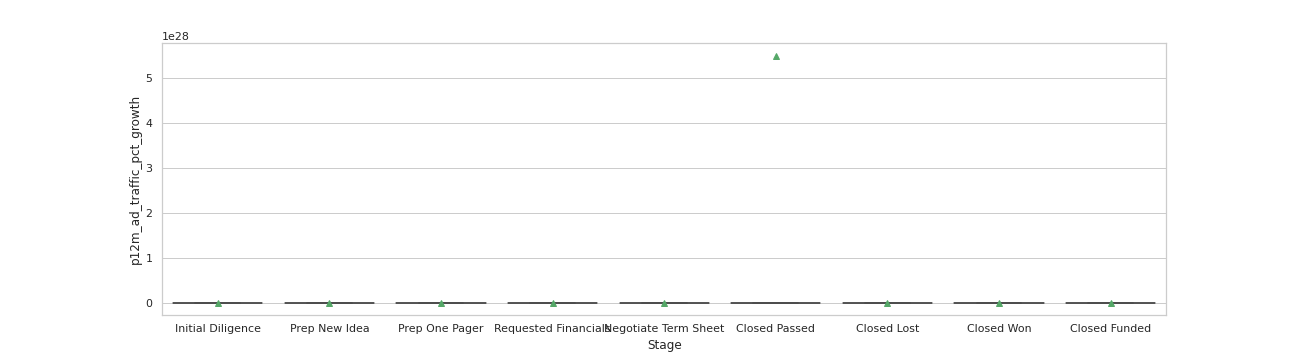 1e28
p12m_ad_traffic_pct_growth
5
4
3
2
1
0
Initial Diligence Prep New Idea Prep One Pager Requested Financials Negotiate Term Sheet Closed Passed Closed Lost Closed Won Closed Funded
Stage